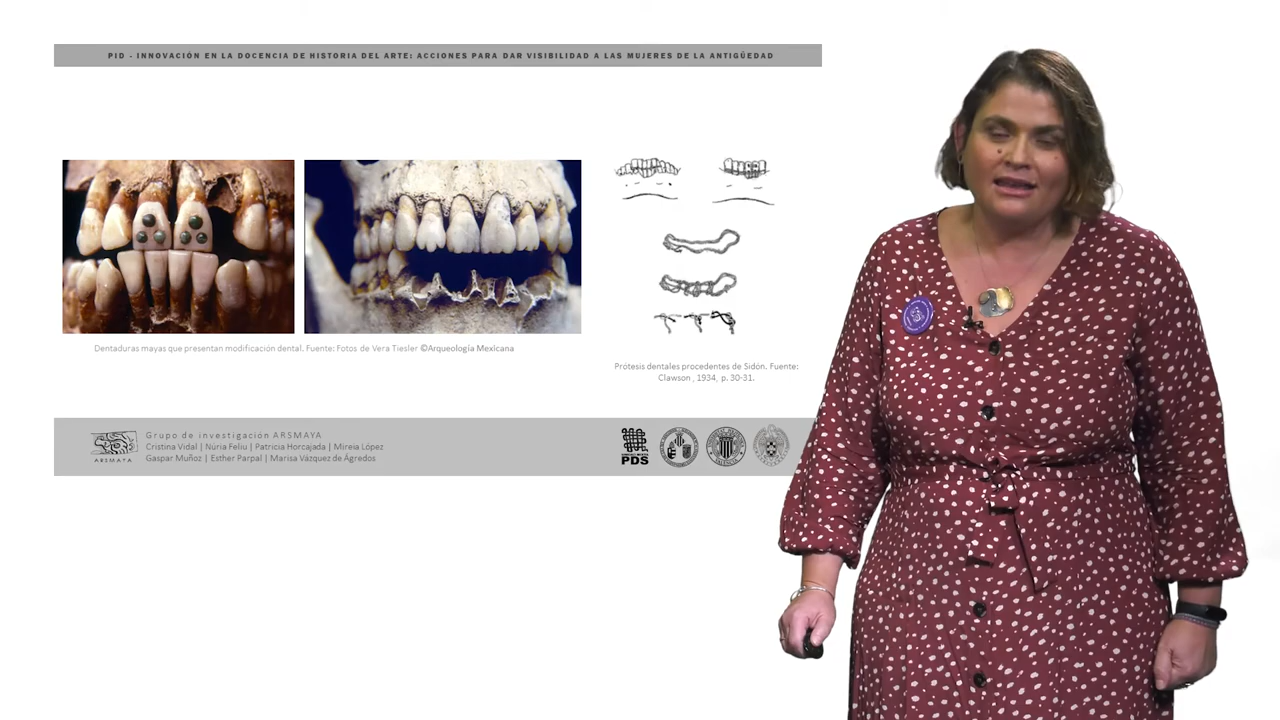 PID - INNOVACIÓN EN LA DOCENCIA DE HISTORIA DEL ARTE: ACCIONES PARA DAR VISIBILIDAD A LAS MUJERES DE LA ANTIGÜEDAD
Dentaduras mayas que presentan modificación dental. Fuente: Fotos de Vera Tiesler ©Arqueología Mexicana
Prótesis dentales procedentes de Sidón. Fuente:
Clawson , 1934, p. 30-31.
Grupo de investigación ARSMAYA
Cristina Vidal | Núria Feliu | Patricia Horcajada | Mireia López
Gaspar Muñoz | Esther Parpal | Marisa Vázquez de Ágredos
ARSMAYA
PDS